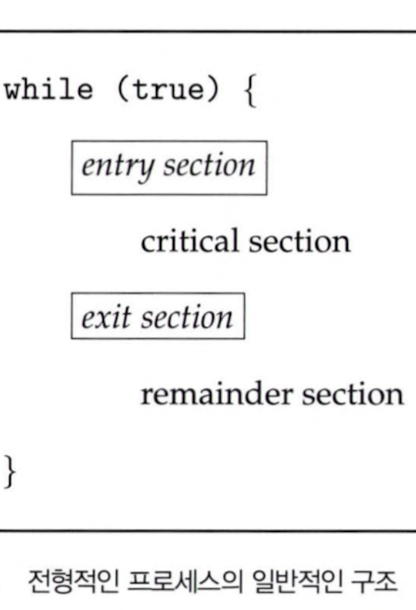 while (true) {
entry section
critical section
exit section
remainder section
}
전형적인 프로세스의 일반적인 구조